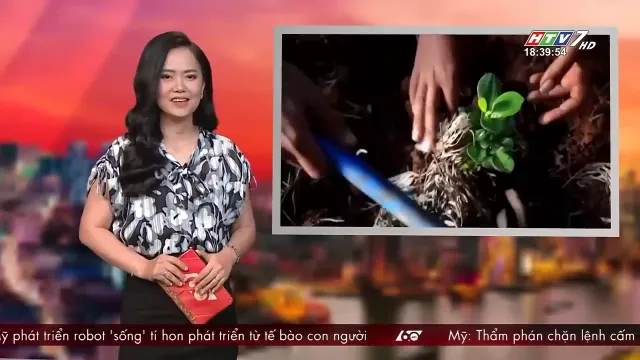 HTV7 HD
18:39:54
ỹ phát triển robot 'sống' tí hon phát triển từ tế bào con người
60
Mỹ: Thẩm phán chặn lệnh cấm